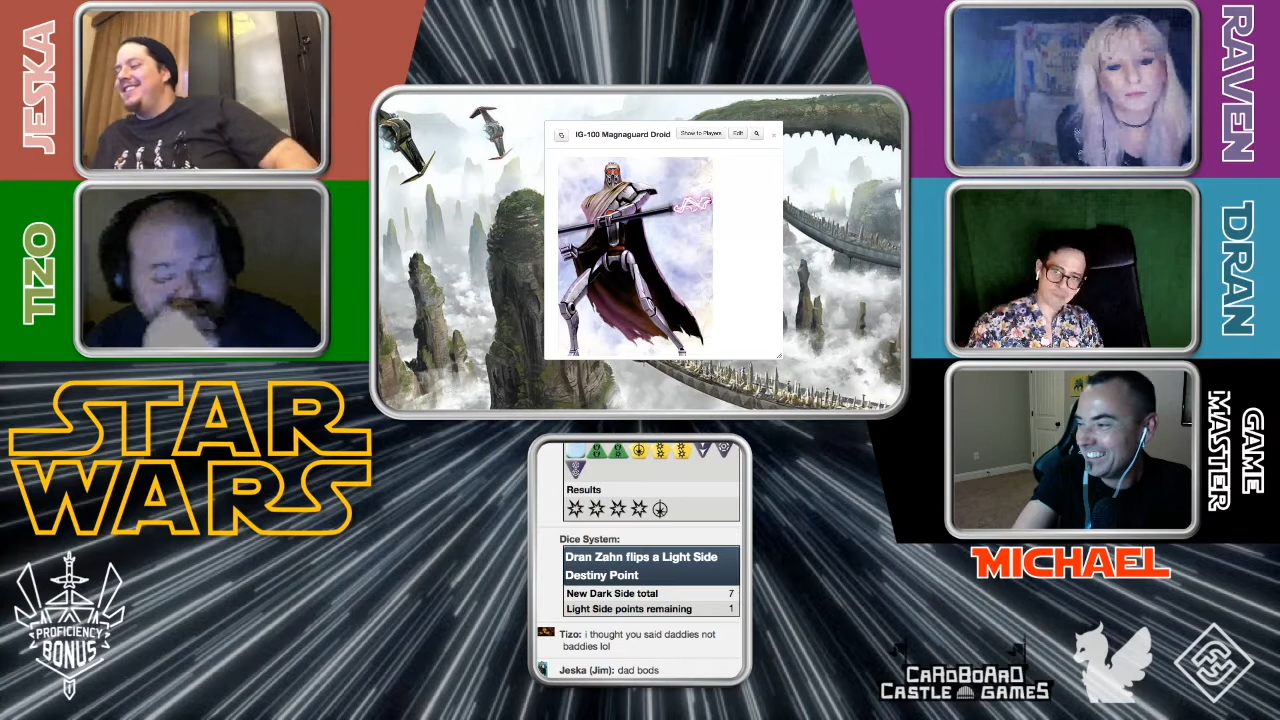 JESKA
TIZO
RAVEN
DRAN
GAME
MASTER
MICHAEL
IG-100 Magnaguard Droid
Show to Players
Edit
STAR
WARS
PROFICIENCY
BONUS
Results
Dice System:
Dran Zahn flips a Light Side
Destiny Point
New Dark Side total 7
Light Side points remaining 1
Tizo: i thought you said daddies not
baddies lol
Jeska (Jim): dad bods
CARDBOARD
CASTLE GAMES